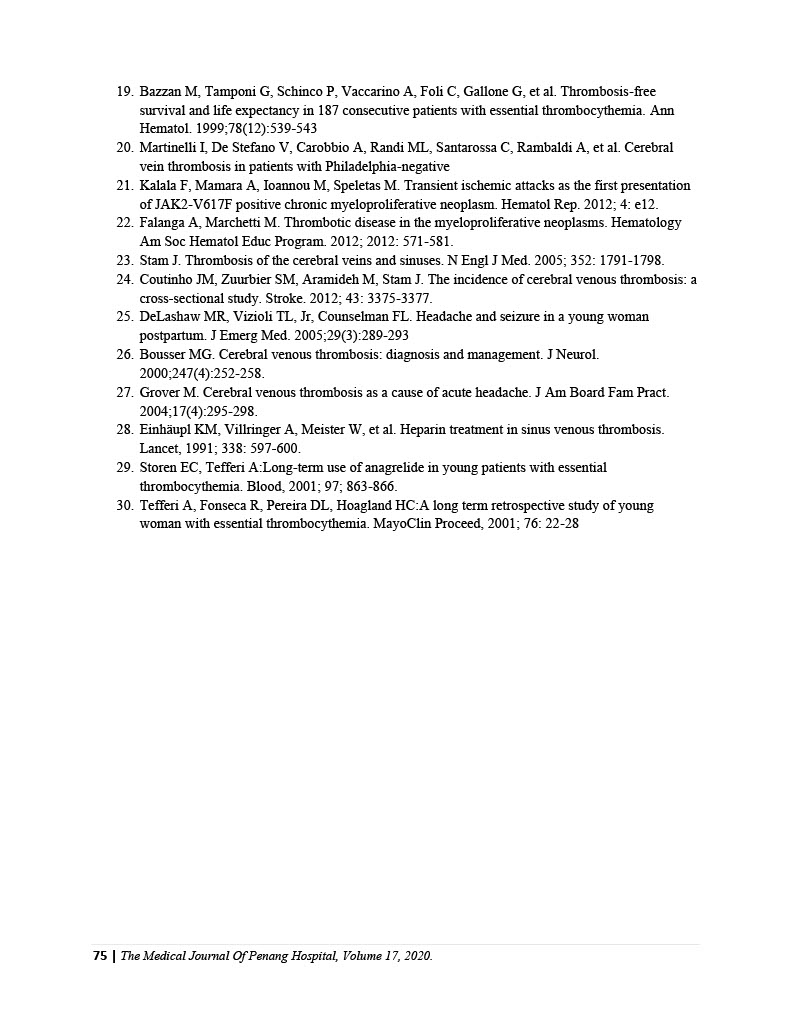 19. Bazzan M, Tamponi G, Schinco P, Vaccarino A, Foli C, Gallone G, et al. Thrombosis-free
survival and life expectancy in 187 consecutive patients with essential thrombocythemia. Ann
Hematol. 1999;78(12):539-543
20. Martinelli I, De Stefano V, Carobbio A, Randi ML, Santarossa C, Rambaldi A, et al. Cerebral
vein thrombosis in patients with Philadelphia-negative
21. Kalala F, Mamara A, Ioannou M, Speletas M. Transient ischemic attacks as the first presentation
of JAK2-V617F positive chronic myeloproliferative neoplasm. Hematol Rep. 2012; 4: e12.
22. Falanga A, Marchetti M. Thrombotic disease in the myeloproliferative neoplasms. Hematology
Am Soc Hematol Educ Program. 2012; 2012: 571-581.
23. Stam J. Thrombosis of the cerebral veins and sinuses. N Engl J Med. 2005; 352: 1791-1798.
24. Coutinho JM, Zuurbier SM, Aramideh M, Stam J. The incidence of cerebral venous thrombosis: a
cross-sectional study. Stroke. 2012; 43: 3375-3377.
25. DeLashaw MR, Vizioli TL, Jr, Counselman FL. Headache and seizure in a young woman
postpartum. J Emerg Med. 2005;29(3):289-293
26. Bousser MG. Cerebral venous thrombosis: diagnosis and management. J Neurol.
2000;247(4):252-258.
27. Grover M. Cerebral venous thrombosis as a cause of acute headache. J Am Board Fam Pract.
2004;17(4):295-298.
28. Einhäupl KM, Villringer A, Meister W, et al. Heparin treatment in sinus venous thrombosis.
Lancet, 1991; 338: 597-600.
29. Storen EC, Tefferi A:Long-term use of anagrelide in young patients with essential
thrombocythemia. Blood, 2001; 97; 863-866.
30. Tefferi A, Fonseca R, Pereira DL, Hoagland HC:A long term retrospective study of young
woman with essential thrombocythemia. MayoClin Proceed, 2001; 76: 22-28
75 | The Medical Journal Of Penang Hospital, Volume 17, 2020.